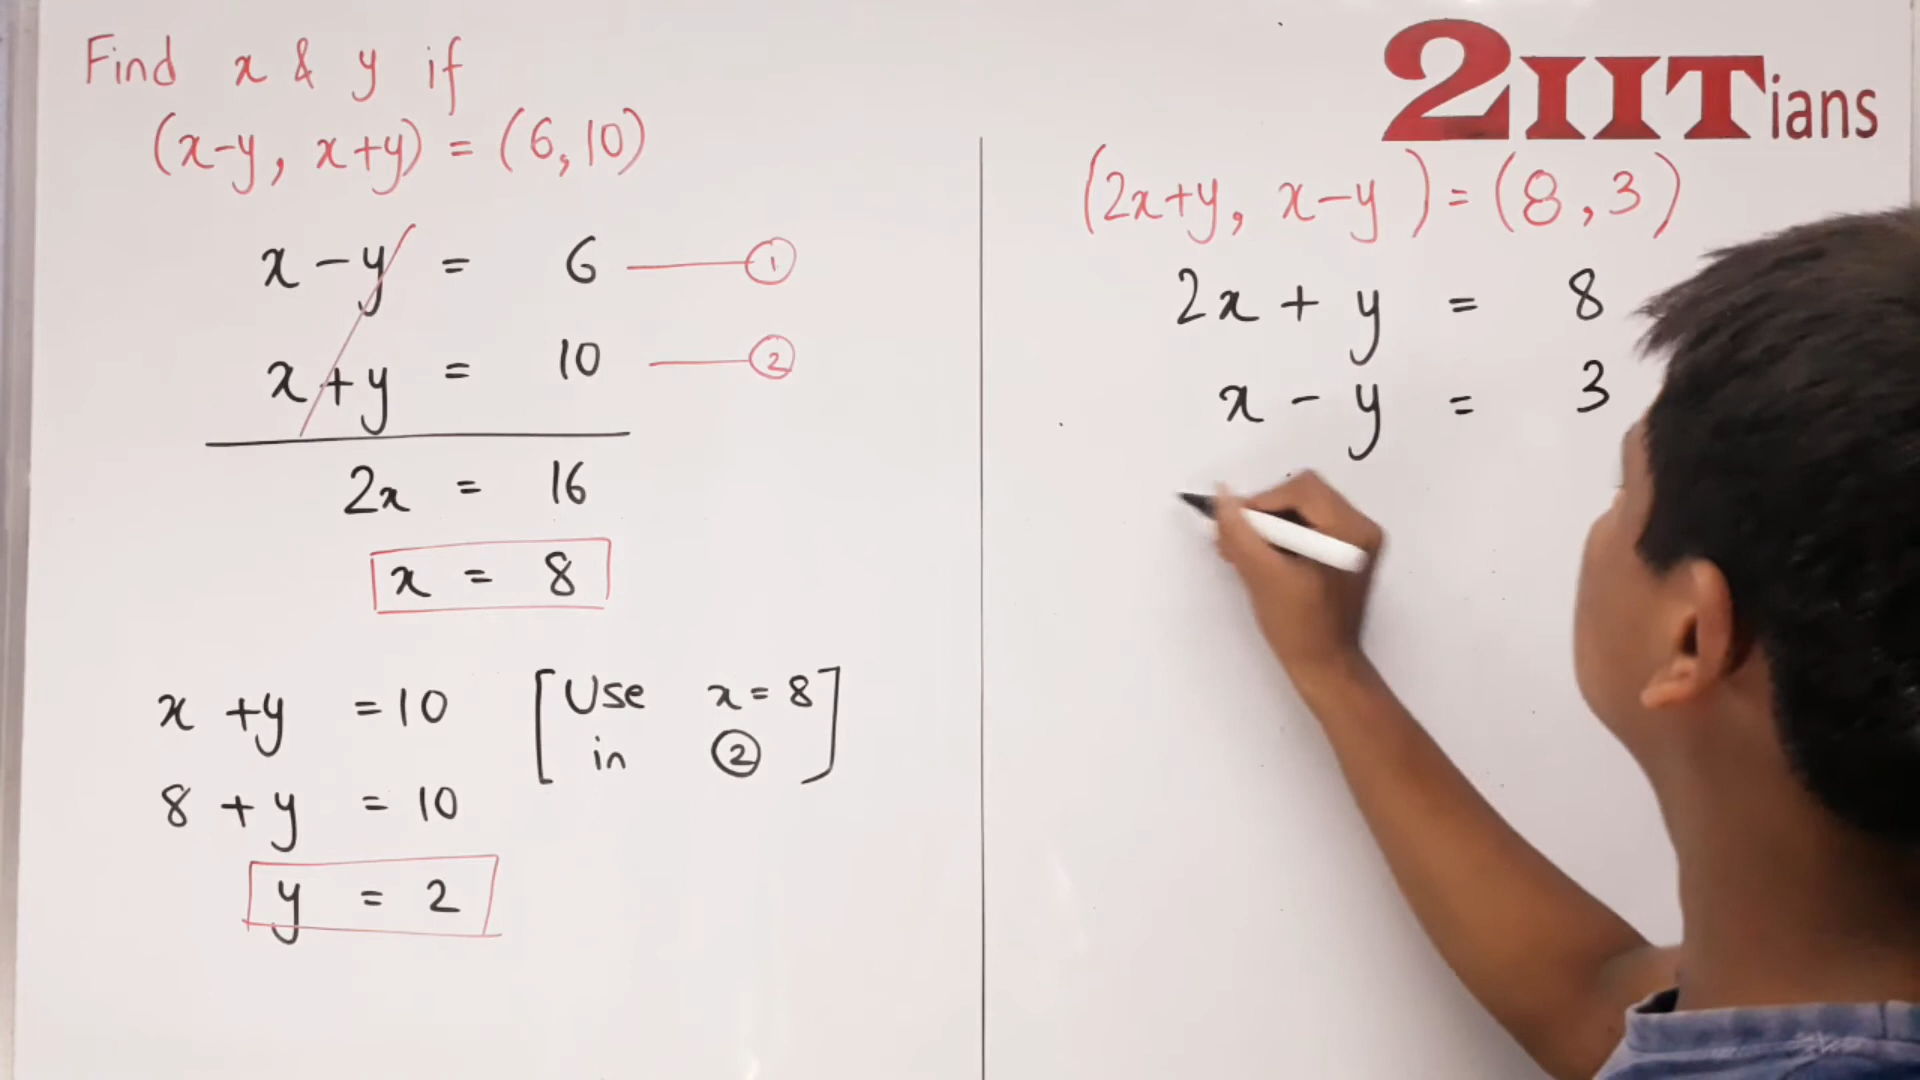 Find x & y if
(x-y, x+y) = (6,10)
x - y = 6 ①
x + y = 10 ②
2x = 16
x = 8
x + y = 10 [Use x = 8
in ②]
8 + y = 10
y = 2
2IITians
(2x+y, x-y) = (8,3)
2x + y = 8
x - y = 3